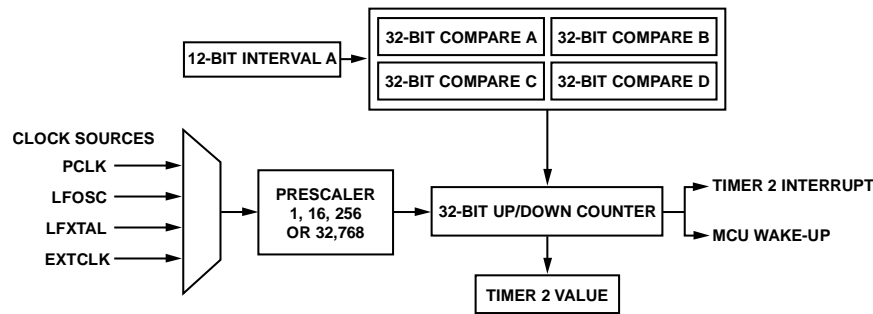 12-BIT INTERVAL A
32-BIT COMPARE A
32-BIT COMPARE B
32-BIT COMPARE C
32-BIT COMPARE D
CLOCK SOURCES
PCLK
LFOSC
LFXTAL
EXTCLK
PRESCALER
1, 16, 256
OR 32,768
32-BIT UP/DOWN COUNTER
TIMER 2 INTERRUPT
MCU WAKE-UP
TIMER 2 VALUE